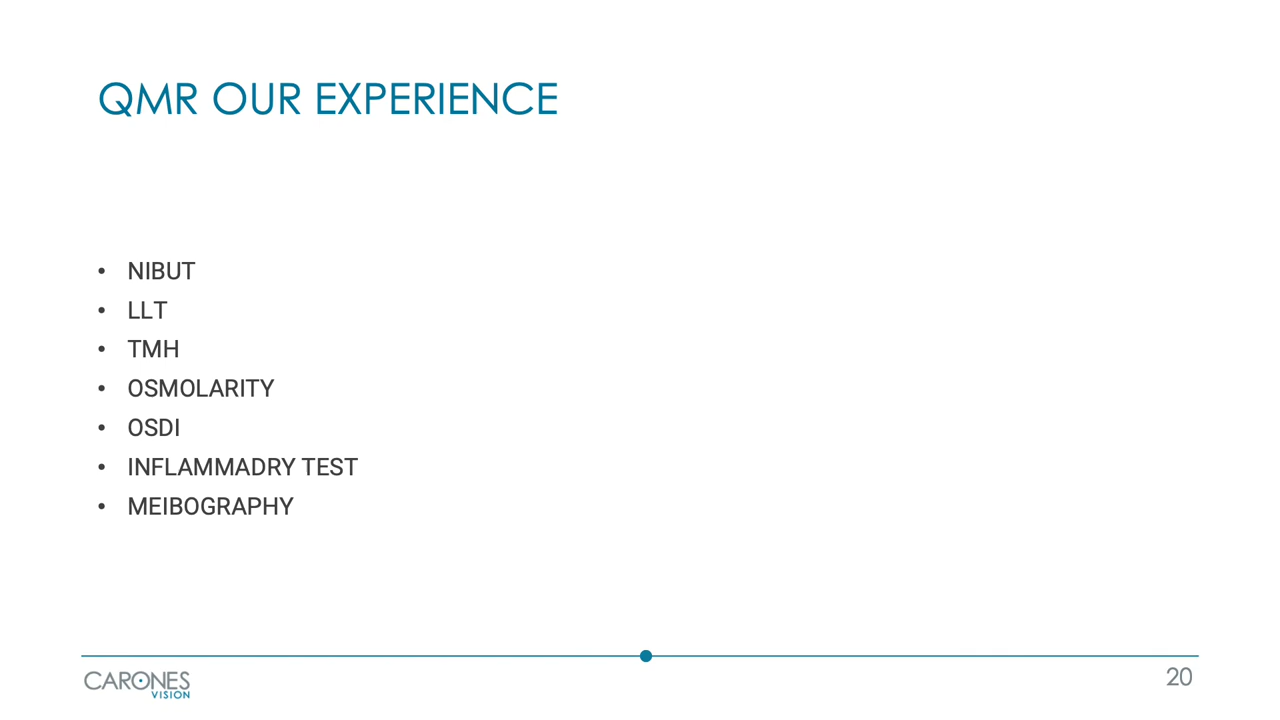 QMR OUR EXPERIENCE
• NIBUT
• LLT
• TMH
• OSMOLARITY
• OSDI
• INFLAMMADRY TEST
• MEIBOGRAPHY
CARONES
VISION
20